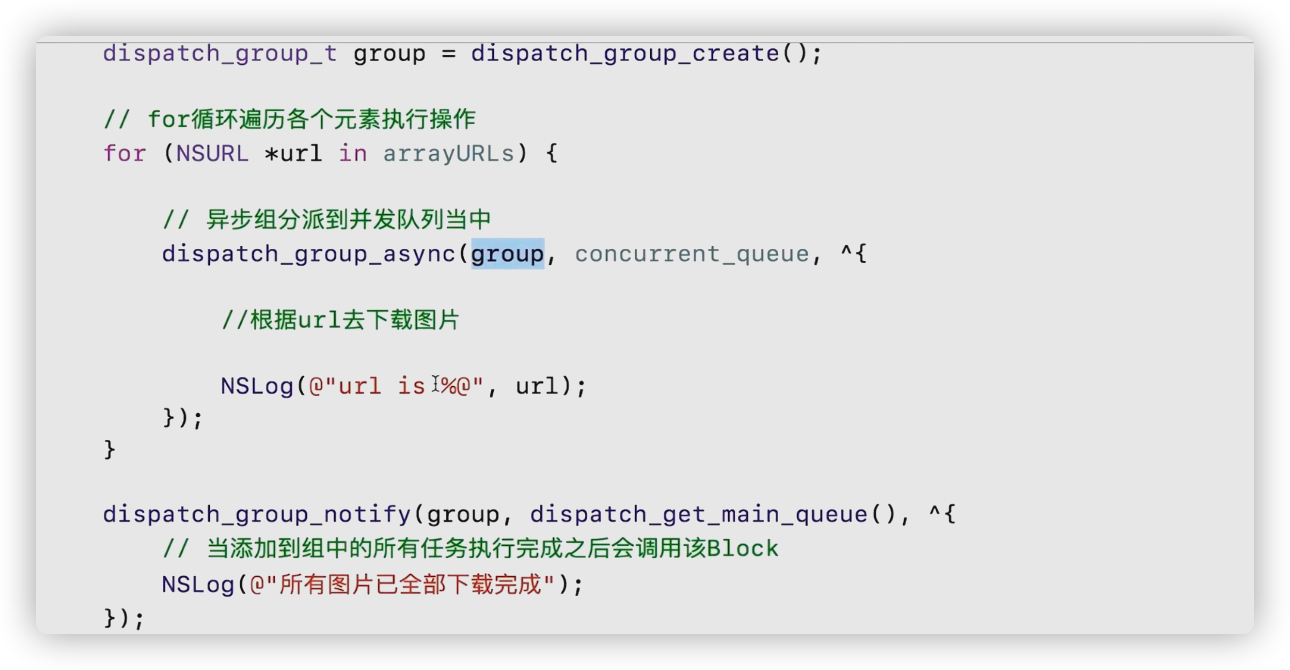 dispatch_group_t group = dispatch_group_create();
// for循环遍历各个元素执行操作
for (NSURL *url in arrayURLs) {
// 异步组分派到并发队列当中
dispatch_group_async(group, concurrent_queue, ^{
//根据url去下载图片
NSLog(@"url is %@", url);
});
}
dispatch_group_notify(group, dispatch_get_main_queue(), ^{
// 当添加到组中的所有任务执行完成之后会调用该Block
NSLog(@"所有图片已全部下载完成");
});